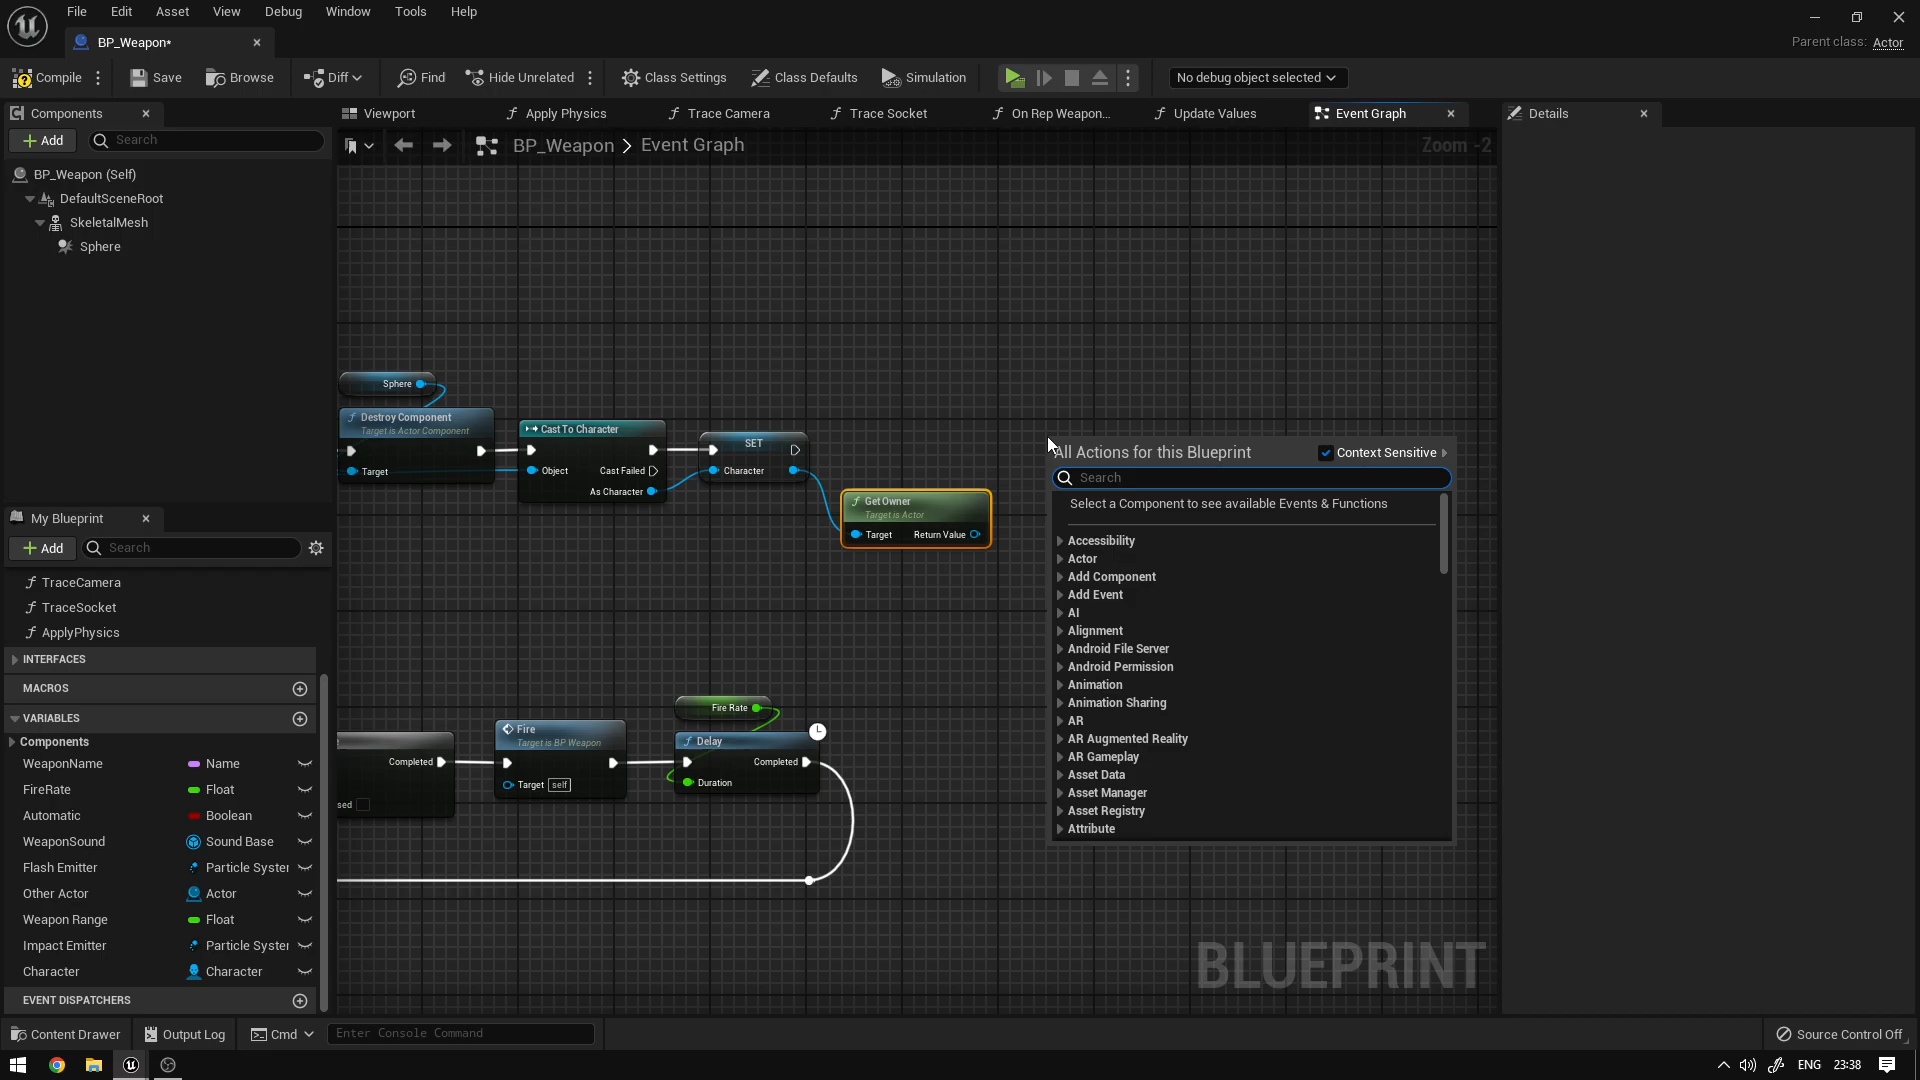 File Edit Asset View Debug Window Tools Help
BP_Weapon*
Parent class: Actor
Compile Save Browse Diff Find Hide Unrelated Class Settings Class Defaults Simulation No debug object selected
Components
Viewport Apply Physics Trace Camera Trace Socket On Rep Weapon... Update Values Event Graph
Details
Add Search
BP_Weapon > Event Graph
Zoom -2
BP_Weapon (Self)
DefaultSceneRoot
SkeletalMesh
Sphere
Sphere
Destroy Component
Target is Actor Component
Target
Cast To Character
Object Cast Failed
As Character
SET
Character
Get Owner
Target is Actor
Target Return Value
All Actions for this Blueprint Context Sensitive
Search
Select a Component to see available Events & Functions
Accessibility
Actor
Add Component
Add Event
AI
Alignment
Android File Server
Android Permission
Animation
Animation Sharing
AR
AR Augmented Reality
AR Gameplay
Asset Data
Asset Manager
Asset Registry
Attribute
My Blueprint
Add Search
TraceCamera
TraceSocket
ApplyPhysics
INTERFACES
MACROS
VARIABLES
Components
WeaponName Name
FireRate Float
Automatic Boolean
WeaponSound Sound Base
Flash Emitter Particle Syster
Other Actor Actor
Weapon Range Float
Impact Emitter Particle Syster
Character Character
EVENT DISPATCHERS
Completed
sed
Fire
Target is BP Weapon
Target self
Fire Rate
Delay
Completed
Duration
BLUEPRINT
Content Drawer Output Log Cmd Enter Console Command
Source Control Off
ENG 23:38